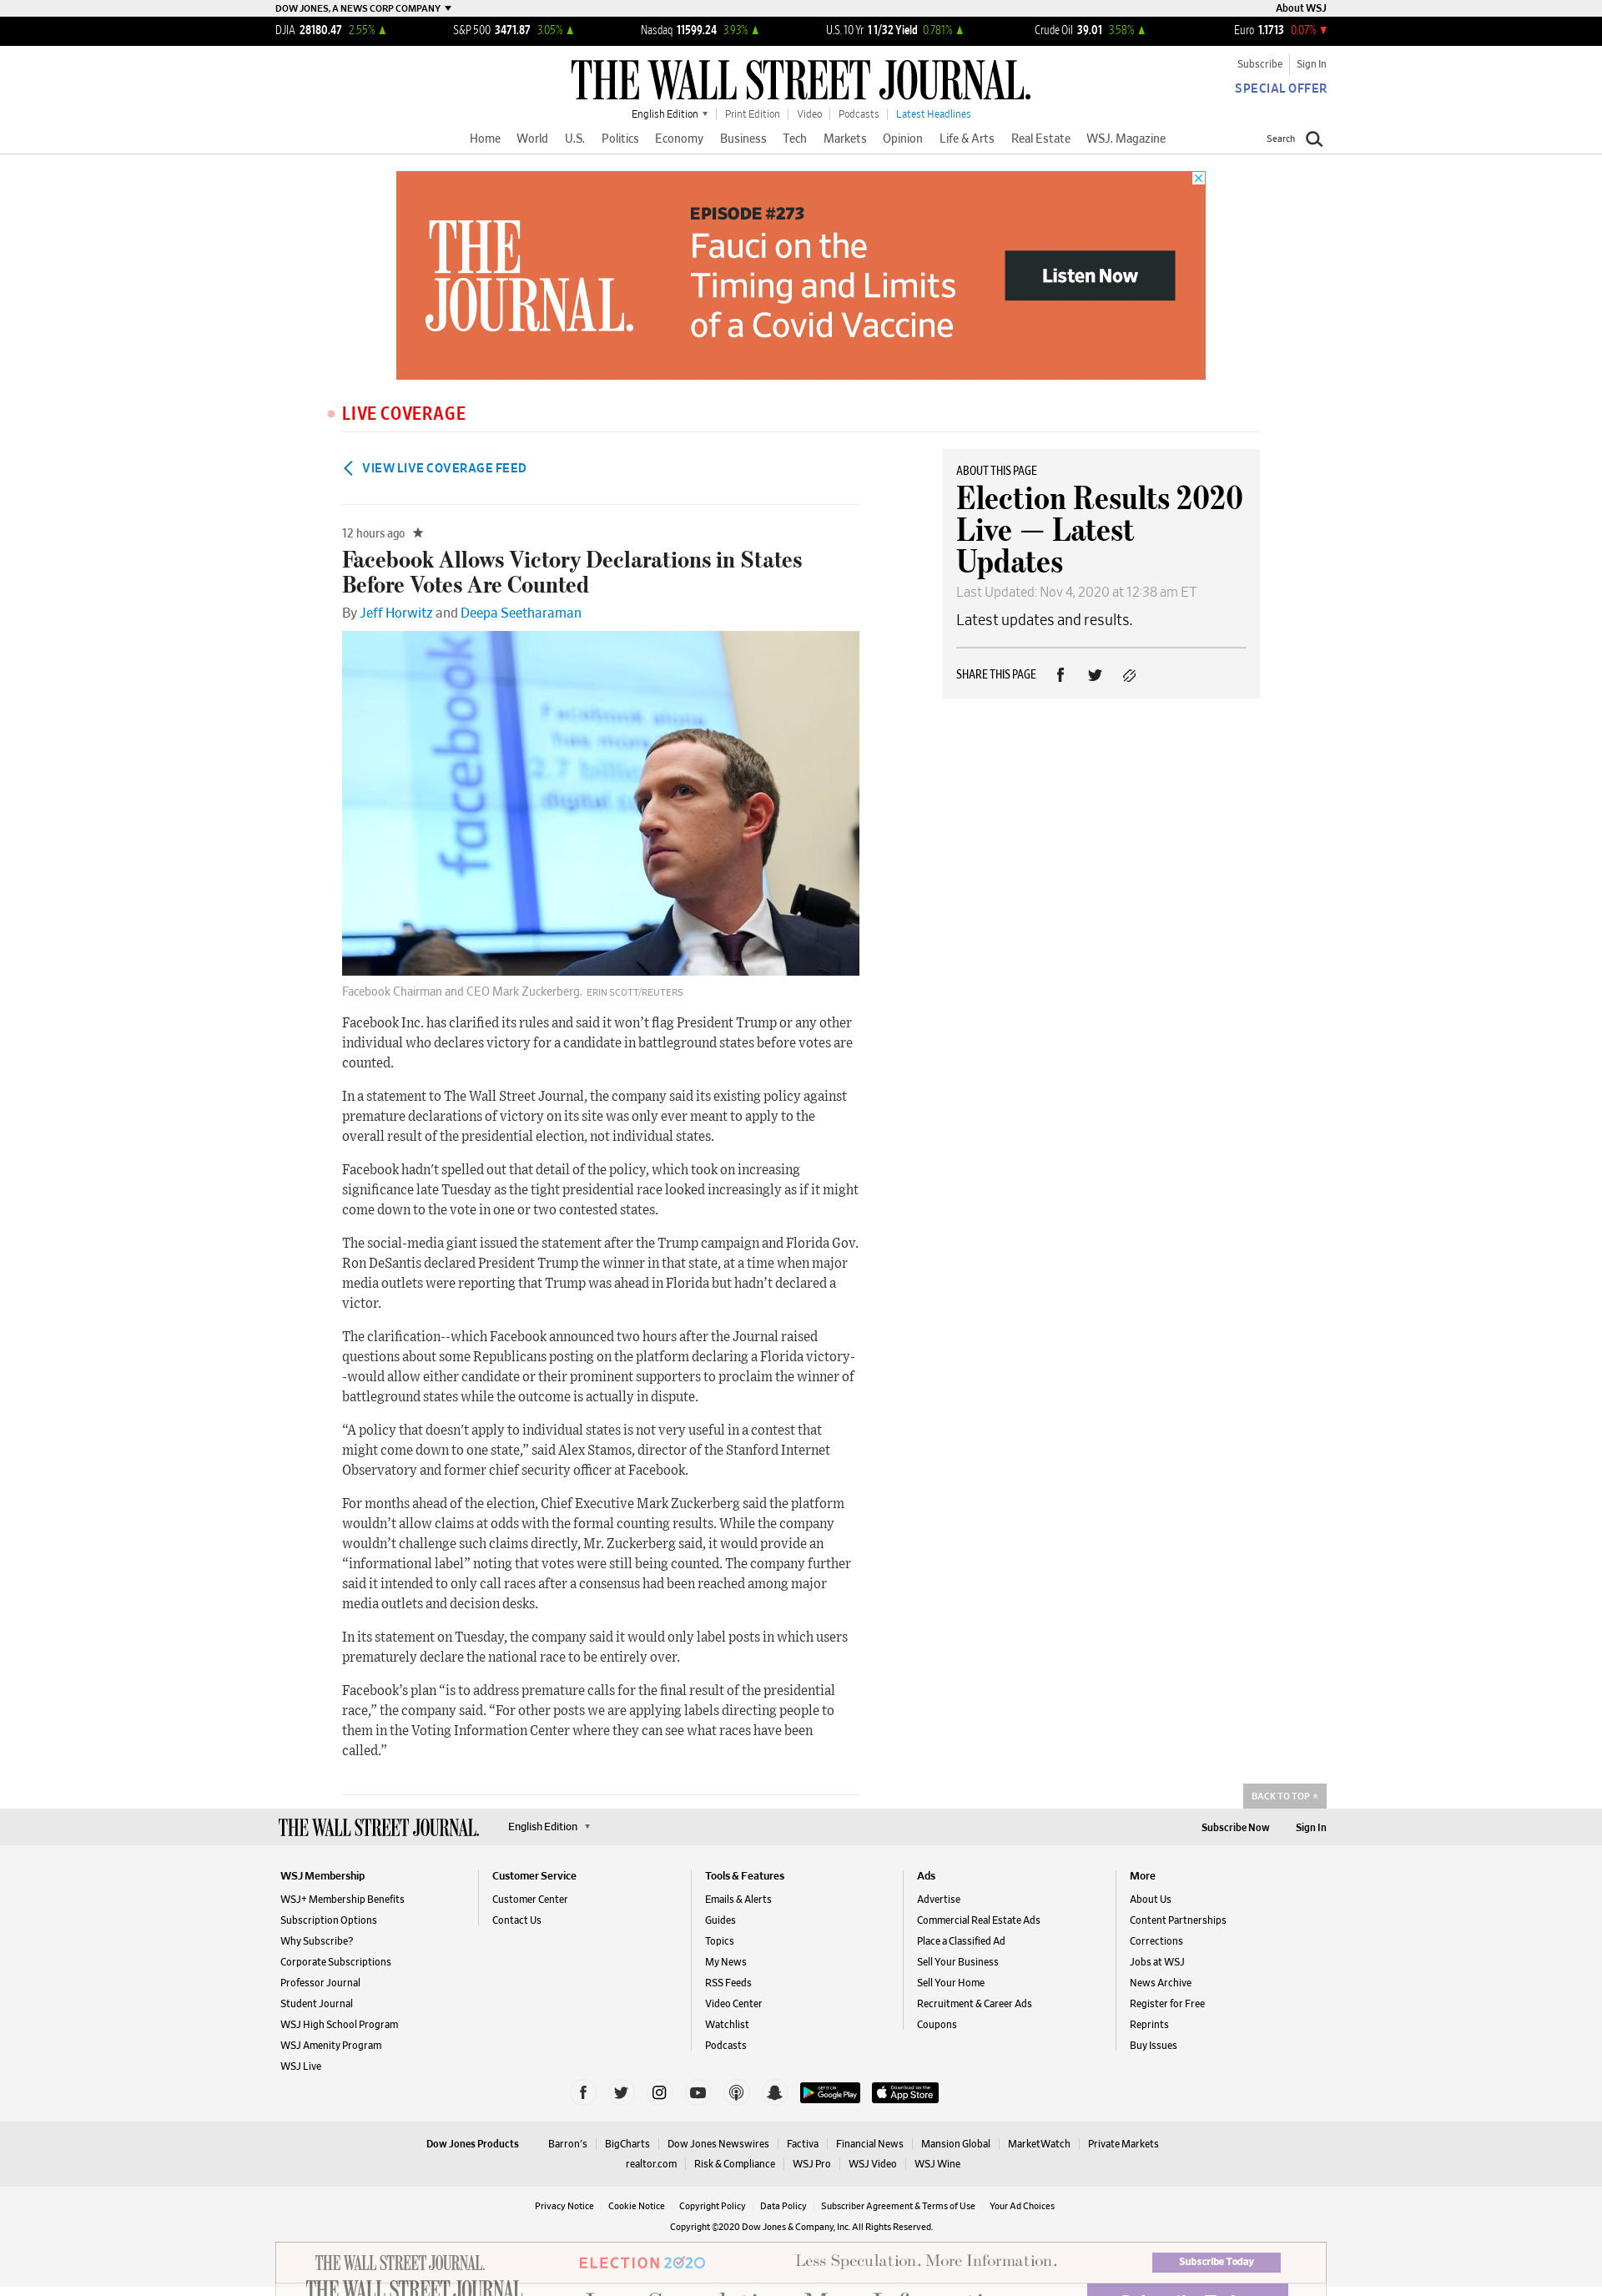 DOW JONES, A NEWS CORP COMPANY
About WSJ
DJIA 28180.47 2.55%
S&P 500 3471.87 3.05%
Nasdaq 11599.24 3.93%
U.S. 10 Yr 1 1/32 Yield 0.781%
Crude Oil 39.01 3.58%
Euro 1.1713 0.07%
THE WALL STREET JOURNAL.
Subscribe
Sign In
SPECIAL OFFER
English Edition
Print Edition
Video
Podcasts
Latest Headlines
Home World U.S. Politics Economy Business Tech Markets Opinion Life & Arts Real Estate WSJ. Magazine
Search
THE
JOURNAL.
EPISODE #273
Fauci on the
Timing and Limits
of a Covid Vaccine
Listen Now
LIVE COVERAGE
VIEW LIVE COVERAGE FEED
12 hours ago
Facebook Allows Victory Declarations in States
Before Votes Are Counted
By Jeff Horwitz and Deepa Seetharaman
facebook
Facebook about
has more
2.7 billi
digital co
Facebook Chairman and CEO Mark Zuckerberg. ERIN SCOTT/REUTERS
Facebook Inc. has clarified its rules and said it won’t flag President Trump or any other
individual who declares victory for a candidate in battleground states before votes are
counted.
In a statement to The Wall Street Journal, the company said its existing policy against
premature declarations of victory on its site was only ever meant to apply to the
overall result of the presidential election, not individual states.
Facebook hadn't spelled out that detail of the policy, which took on increasing
significance late Tuesday as the tight presidential race looked increasingly as if it might
come down to the vote in one or two contested states.
The social-media giant issued the statement after the Trump campaign and Florida Gov.
Ron DeSantis declared President Trump the winner in that state, at a time when major
media outlets were reporting that Trump was ahead in Florida but hadn’t declared a
victor.
The clarification--which Facebook announced two hours after the Journal raised
questions about some Republicans posting on the platform declaring a Florida victory-
-would allow either candidate or their prominent supporters to proclaim the winner of
battleground states while the outcome is actually in dispute.
“A policy that doesn't apply to individual states is not very useful in a contest that
might come down to one state,” said Alex Stamos, director of the Stanford Internet
Observatory and former chief security officer at Facebook.
For months ahead of the election, Chief Executive Mark Zuckerberg said the platform
wouldn’t allow claims at odds with the formal counting results. While the company
wouldn’t challenge such claims directly, Mr. Zuckerberg said, it would provide an
“informational label” noting that votes were still being counted. The company further
said it intended to only call races after a consensus had been reached among major
media outlets and decision desks.
In its statement on Tuesday, the company said it would only label posts in which users
prematurely declare the national race to be entirely over.
Facebook’s plan “is to address premature calls for the final result of the presidential
race,” the company said. “For other posts we are applying labels directing people to
them in the Voting Information Center where they can see what races have been
called.”
ABOUT THIS PAGE
Election Results 2020
Live — Latest
Updates
Last Updated: Nov 4, 2020 at 12:38 am ET
Latest updates and results.
SHARE THIS PAGE
BACK TO TOP
THE WALL STREET JOURNAL.
English Edition
Subscribe Now
Sign In
WSJ Membership
WSJ+ Membership Benefits
Subscription Options
Why Subscribe?
Corporate Subscriptions
Professor Journal
Student Journal
WSJ High School Program
WSJ Amenity Program
WSJ Live
Customer Service
Customer Center
Contact Us
Tools & Features
Emails & Alerts
Guides
Topics
My News
RSS Feeds
Video Center
Watchlist
Podcasts
Ads
Advertise
Commercial Real Estate Ads
Place a Classified Ad
Sell Your Business
Sell Your Home
Recruitment & Career Ads
Coupons
More
About Us
Content Partnerships
Corrections
Jobs at WSJ
News Archive
Register for Free
Reprints
Buy Issues
GET IT ON
Google Play
Download on the
App Store
Dow Jones Products
Barron's BigCharts Dow Jones Newswires Factiva Financial News Mansion Global MarketWatch Private Markets
realtor.com Risk & Compliance WSJ Pro WSJ Video WSJ Wine
Privacy Notice Cookie Notice Copyright Policy Data Policy Subscriber Agreement & Terms of Use Your Ad Choices
Copyright ©2020 Dow Jones & Company, Inc. All Rights Reserved.
THE WALL STREET JOURNAL.
ELECTION 2020
Less Speculation. More Information.
Subscribe Today
THE WALL STREET JOURNAL